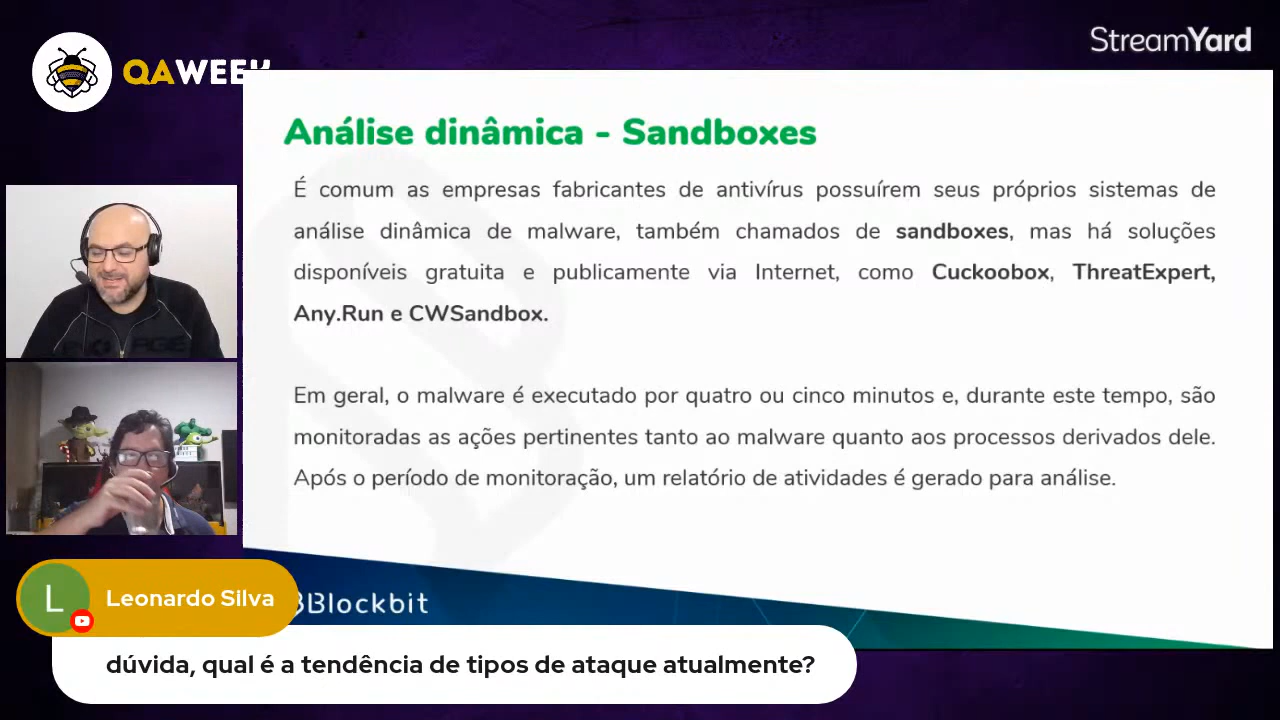 StreamYard
QAWEEK
Análise dinâmica - Sandboxes
É comum as empresas fabricantes de antivírus possuírem seus próprios sistemas de
análise dinâmica de malware, também chamados de sandboxes, mas há soluções
disponíveis gratuita e publicamente via Internet, como Cuckoobox, ThreatExpert,
Any.Run e CWSandbox.
Em geral, o malware é executado por quatro ou cinco minutos e, durante este tempo, são
monitoradas as ações pertinentes tanto ao malware quanto aos processos derivados dele.
Após o período de monitoração, um relatório de atividades é gerado para análise.
Blockbit
L
Leonardo Silva
dúvida, qual é a tendência de tipos de ataque atualmente?